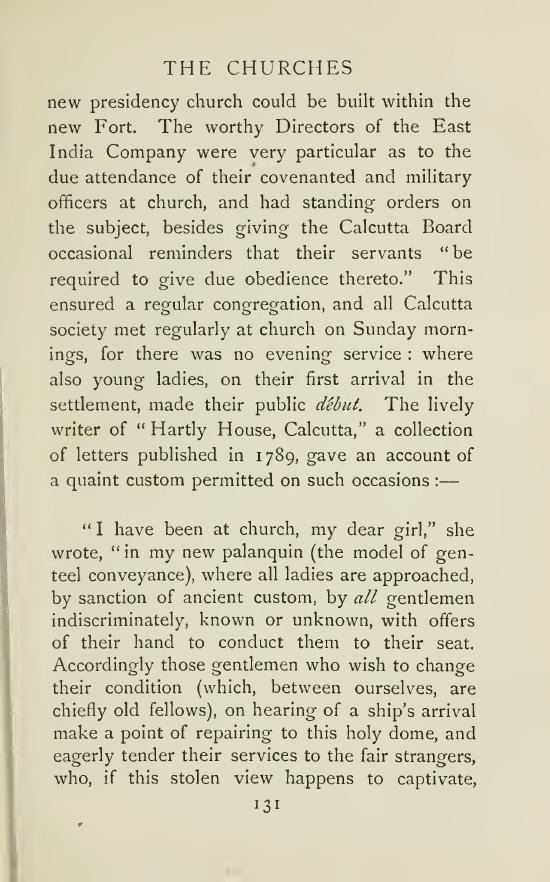 THE CHURCHES
new presidency church could be built within the
new Fort. The worthy Directors of the East
India Company were very particular as to the
due attendance of their covenanted and military
officers at church, and had standing orders on
the subject, besides giving the Calcutta Board
occasional reminders that their servants “be
required to give due obedience thereto.” This
ensured a regular congregation, and all Calcutta
society met regularly at church on Sunday morn-
ings, for there was no evening service : where
also young ladies, on their first arrival in the
settlement, made their public début. The lively
writer of “Hartly House, Calcutta,” a collection
of letters published in 1789, gave an account of
a quaint custom permitted on such occasions :—
“I have been at church, my dear girl,” she
wrote, “in my new palanquin (the model of gen-
teel conveyance), where all ladies are approached,
by sanction of ancient custom, by all gentlemen
indiscriminately, known or unknown, with offers
of their hand to conduct them to their seat.
Accordingly those gentlemen who wish to change
their condition (which, between ourselves, are
chiefly old fellows), on hearing of a ship’s arrival
make a point of repairing to this holy dome, and
eagerly tender their services to the fair strangers,
who, if this stolen view happens to captivate,
131